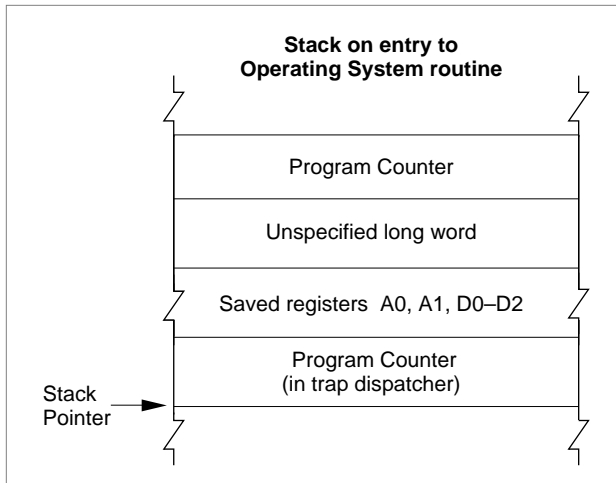 Stack on entry to
Operating System routine
Program Counter
Unspecified long word
Saved registers A0, A1, D0–D2
Program Counter
(in trap dispatcher)
Stack
Pointer